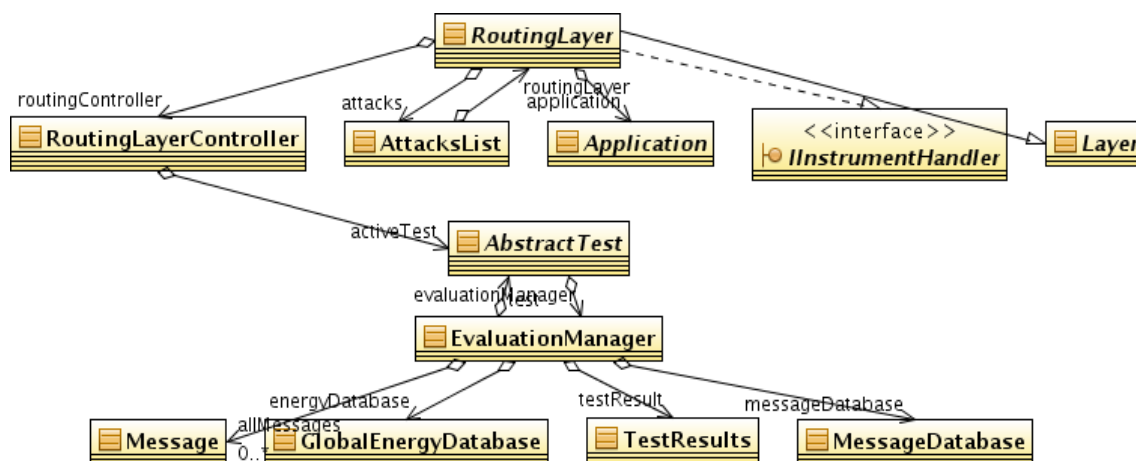 RoutingLayer
routingController
attacks
routingLayer
application
RoutingLayerController
AttacksList
Application
<<interface>>
IInstrumentHandler
Layer
activeTest
AbstractTest
evaluationManager
test
EvaluationManager
energyDatabase
testResult
messageDatabase
allMessages
0..*
Message
GlobalEnergyDatabase
TestResults
MessageDatabase